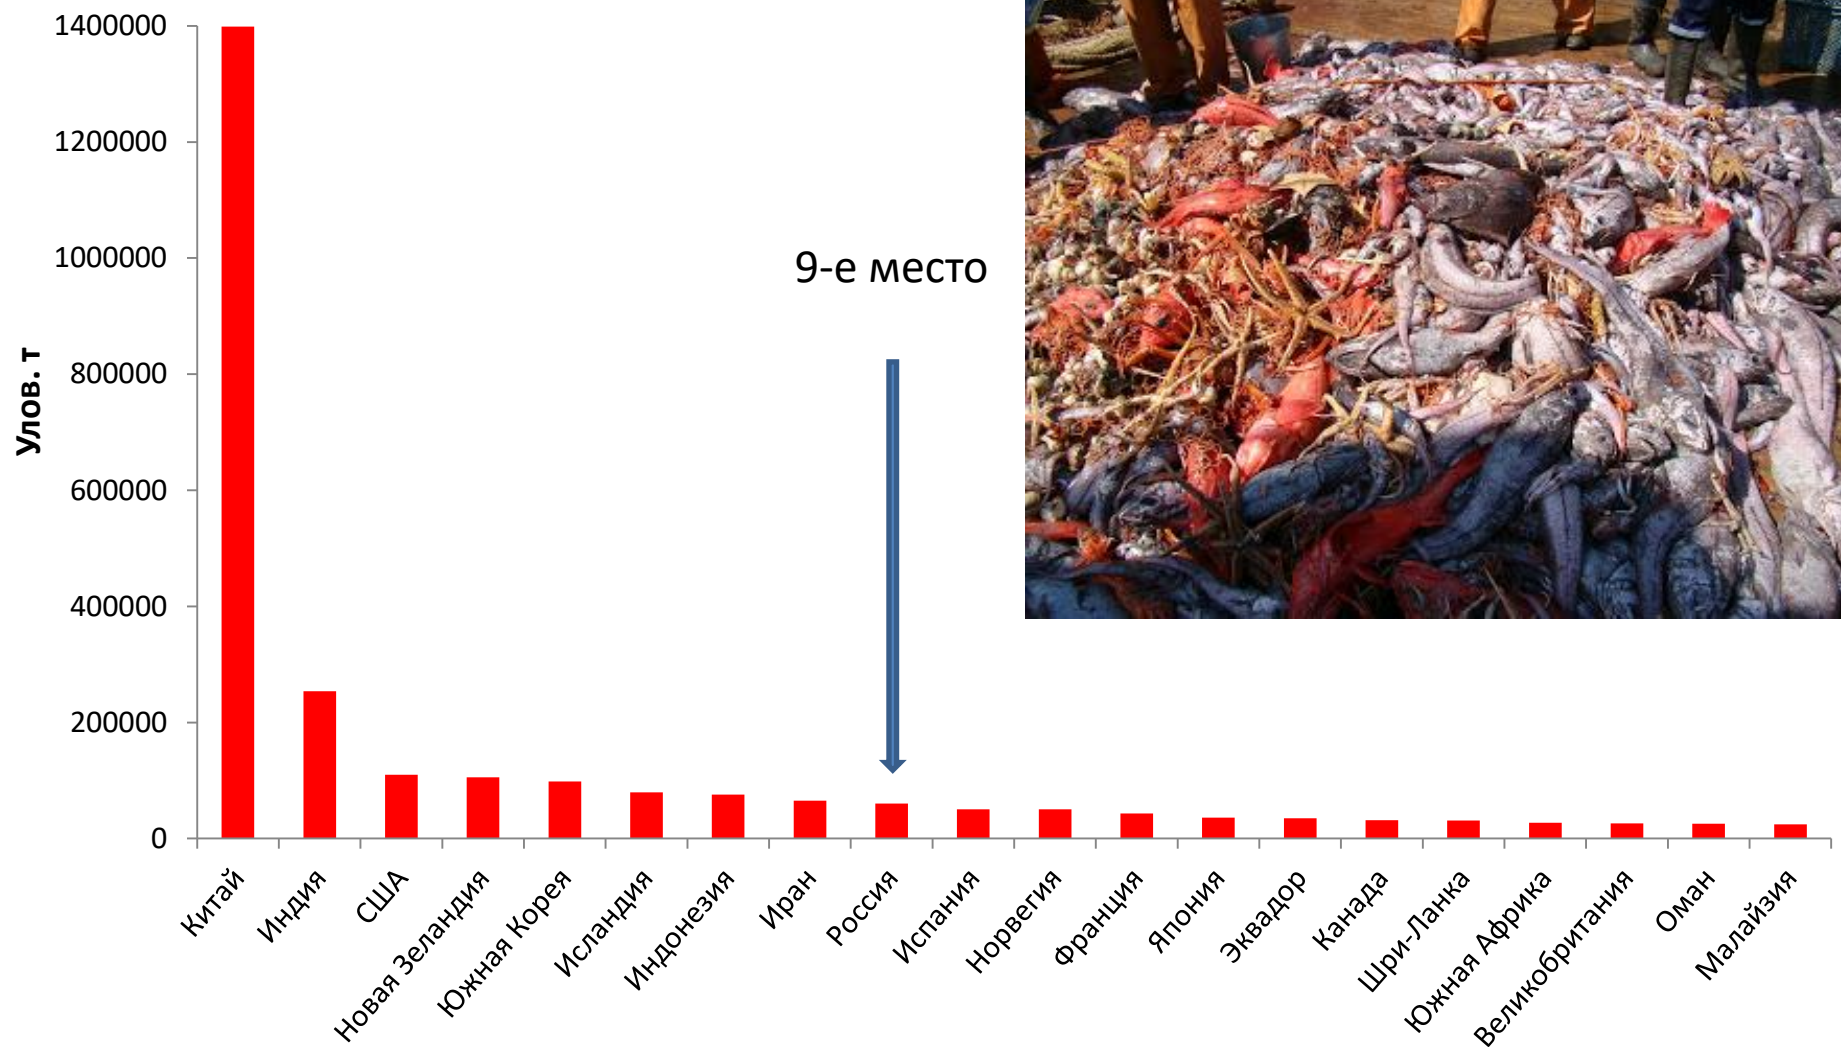 1400000
1200000
1000000
800000
600000
400000
200000
0
Улов. т
9-е место
Китай
Индия
США
Новая Зеландия
Южная Корея
Исландия
Индонезия
Иран
Россия
Испания
Норвегия
Франция
Япония
Эквадор
Канада
Шри-Ланка
Южная Африка
Великобритания
Оман
Малайзия